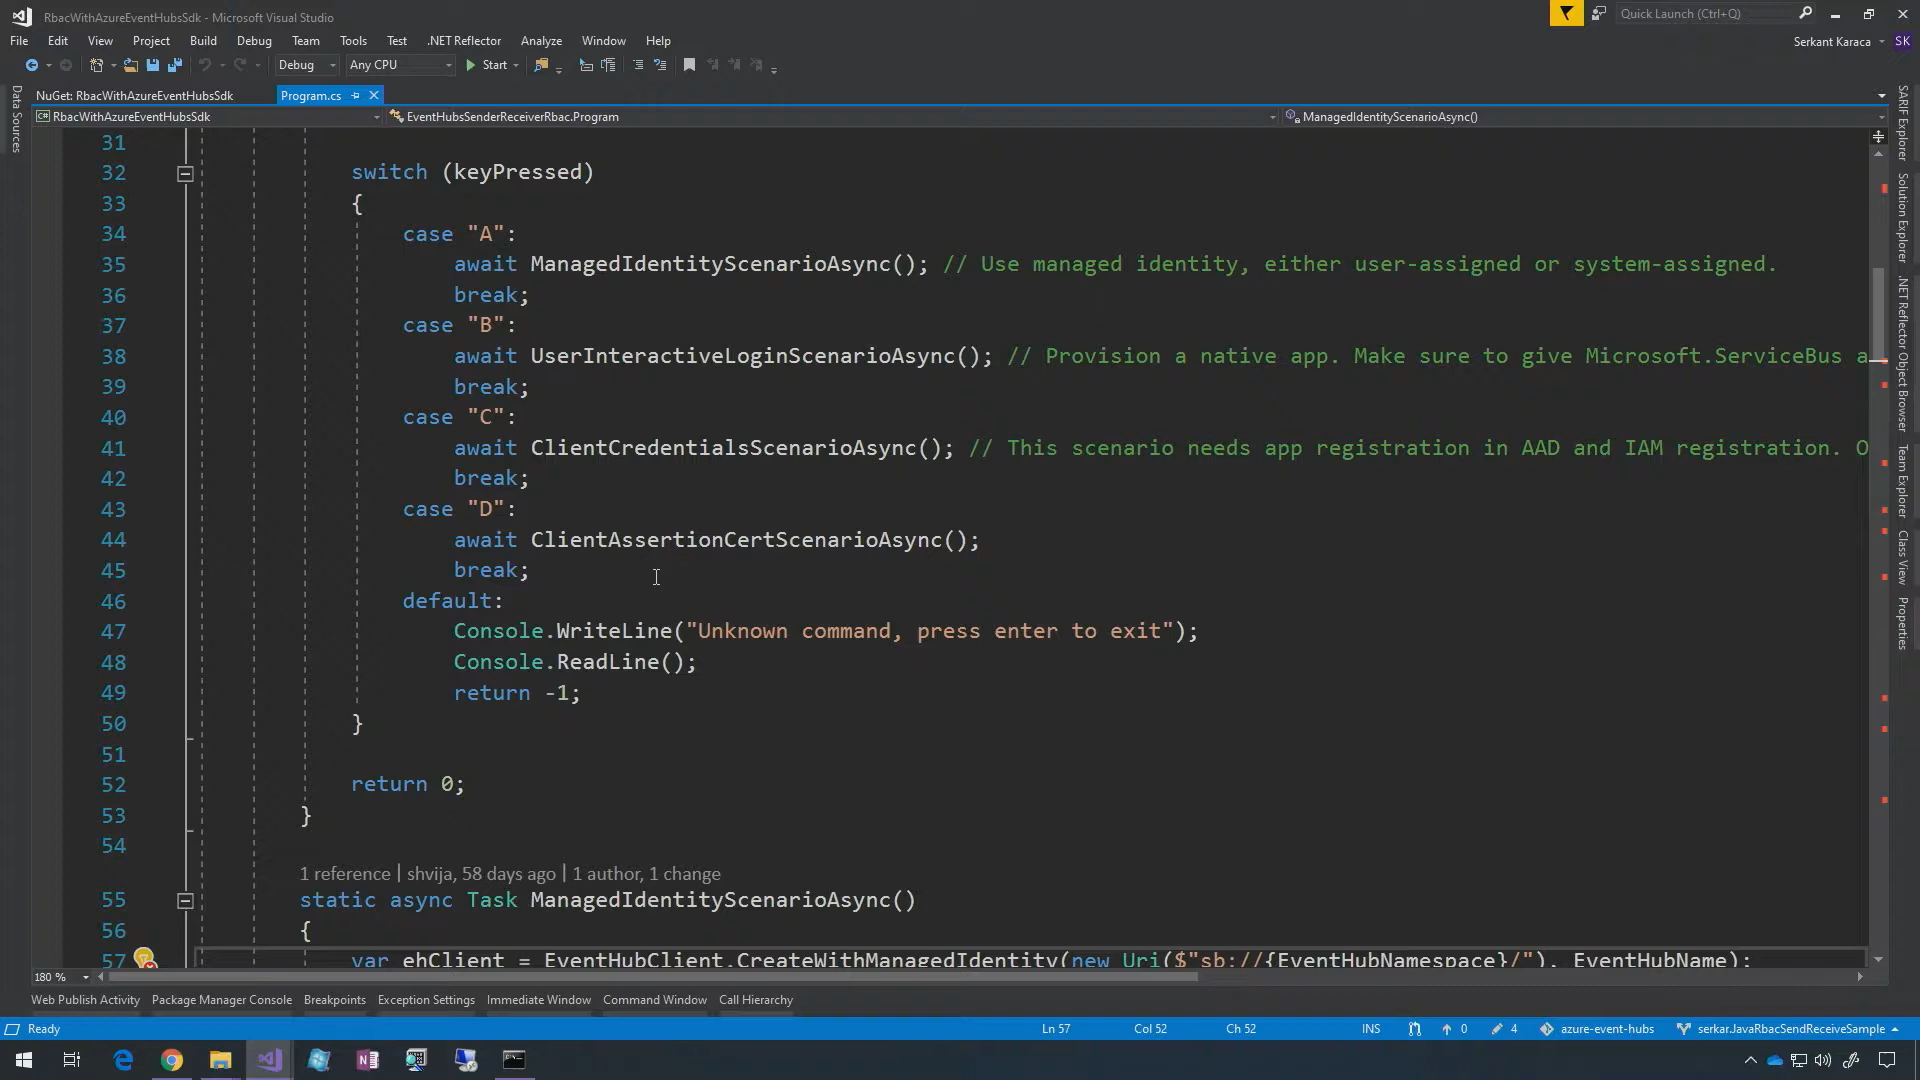 RbacWithAzureEventHubsSdk - Microsoft Visual Studio
Quick Launch (Ctrl+Q)
File Edit View Project Build Debug Team Tools Test .NET Reflector Analyze Window Help
Serkant Karaca SK
Debug Any CPU Start
NuGet: RbacWithAzureEventHubsSdk Program.cs
RbacWithAzureEventHubsSdk EventHubsSenderReceiverRbac.Program ManagedIdentityScenarioAsync()
Data Sources
31
32 switch (keyPressed)
33 {
34 case "A":
35 await ManagedIdentityScenarioAsync(); // Use managed identity, either user-assigned or system-assigned.
36 break;
37 case "B":
38 await UserInteractiveLoginScenarioAsync(); // Provision a native app. Make sure to give Microsoft.ServiceBus a
39 break;
40 case "C":
41 await ClientCredentialsScenarioAsync(); // This scenario needs app registration in AAD and IAM registration. O
42 break;
43 case "D":
44 await ClientAssertionCertScenarioAsync();
45 break;
46 default:
47 Console.WriteLine("Unknown command, press enter to exit");
48 Console.ReadLine();
49 return -1;
50 }
51
52 return 0;
53 }
54
1 reference | shvija, 58 days ago | 1 author, 1 change
55 static async Task ManagedIdentityScenarioAsync()
56 {
57 var ehClient = EventHubClient.CreateWithManagedIdentity(new Uri($"sb://{EventHubNamespace}/"), EventHubName);
SARIF Explorer
Solution Explorer
.NET Reflector Object Browser
Team Explorer
Class View
Properties
180 %
Web Publish Activity Package Manager Console Breakpoints Exception Settings Immediate Window Command Window Call Hierarchy
Ready Ln 57 Col 52 Ch 52 INS 0 4 azure-event-hubs serkar.JavaRbacSendReceiveSample